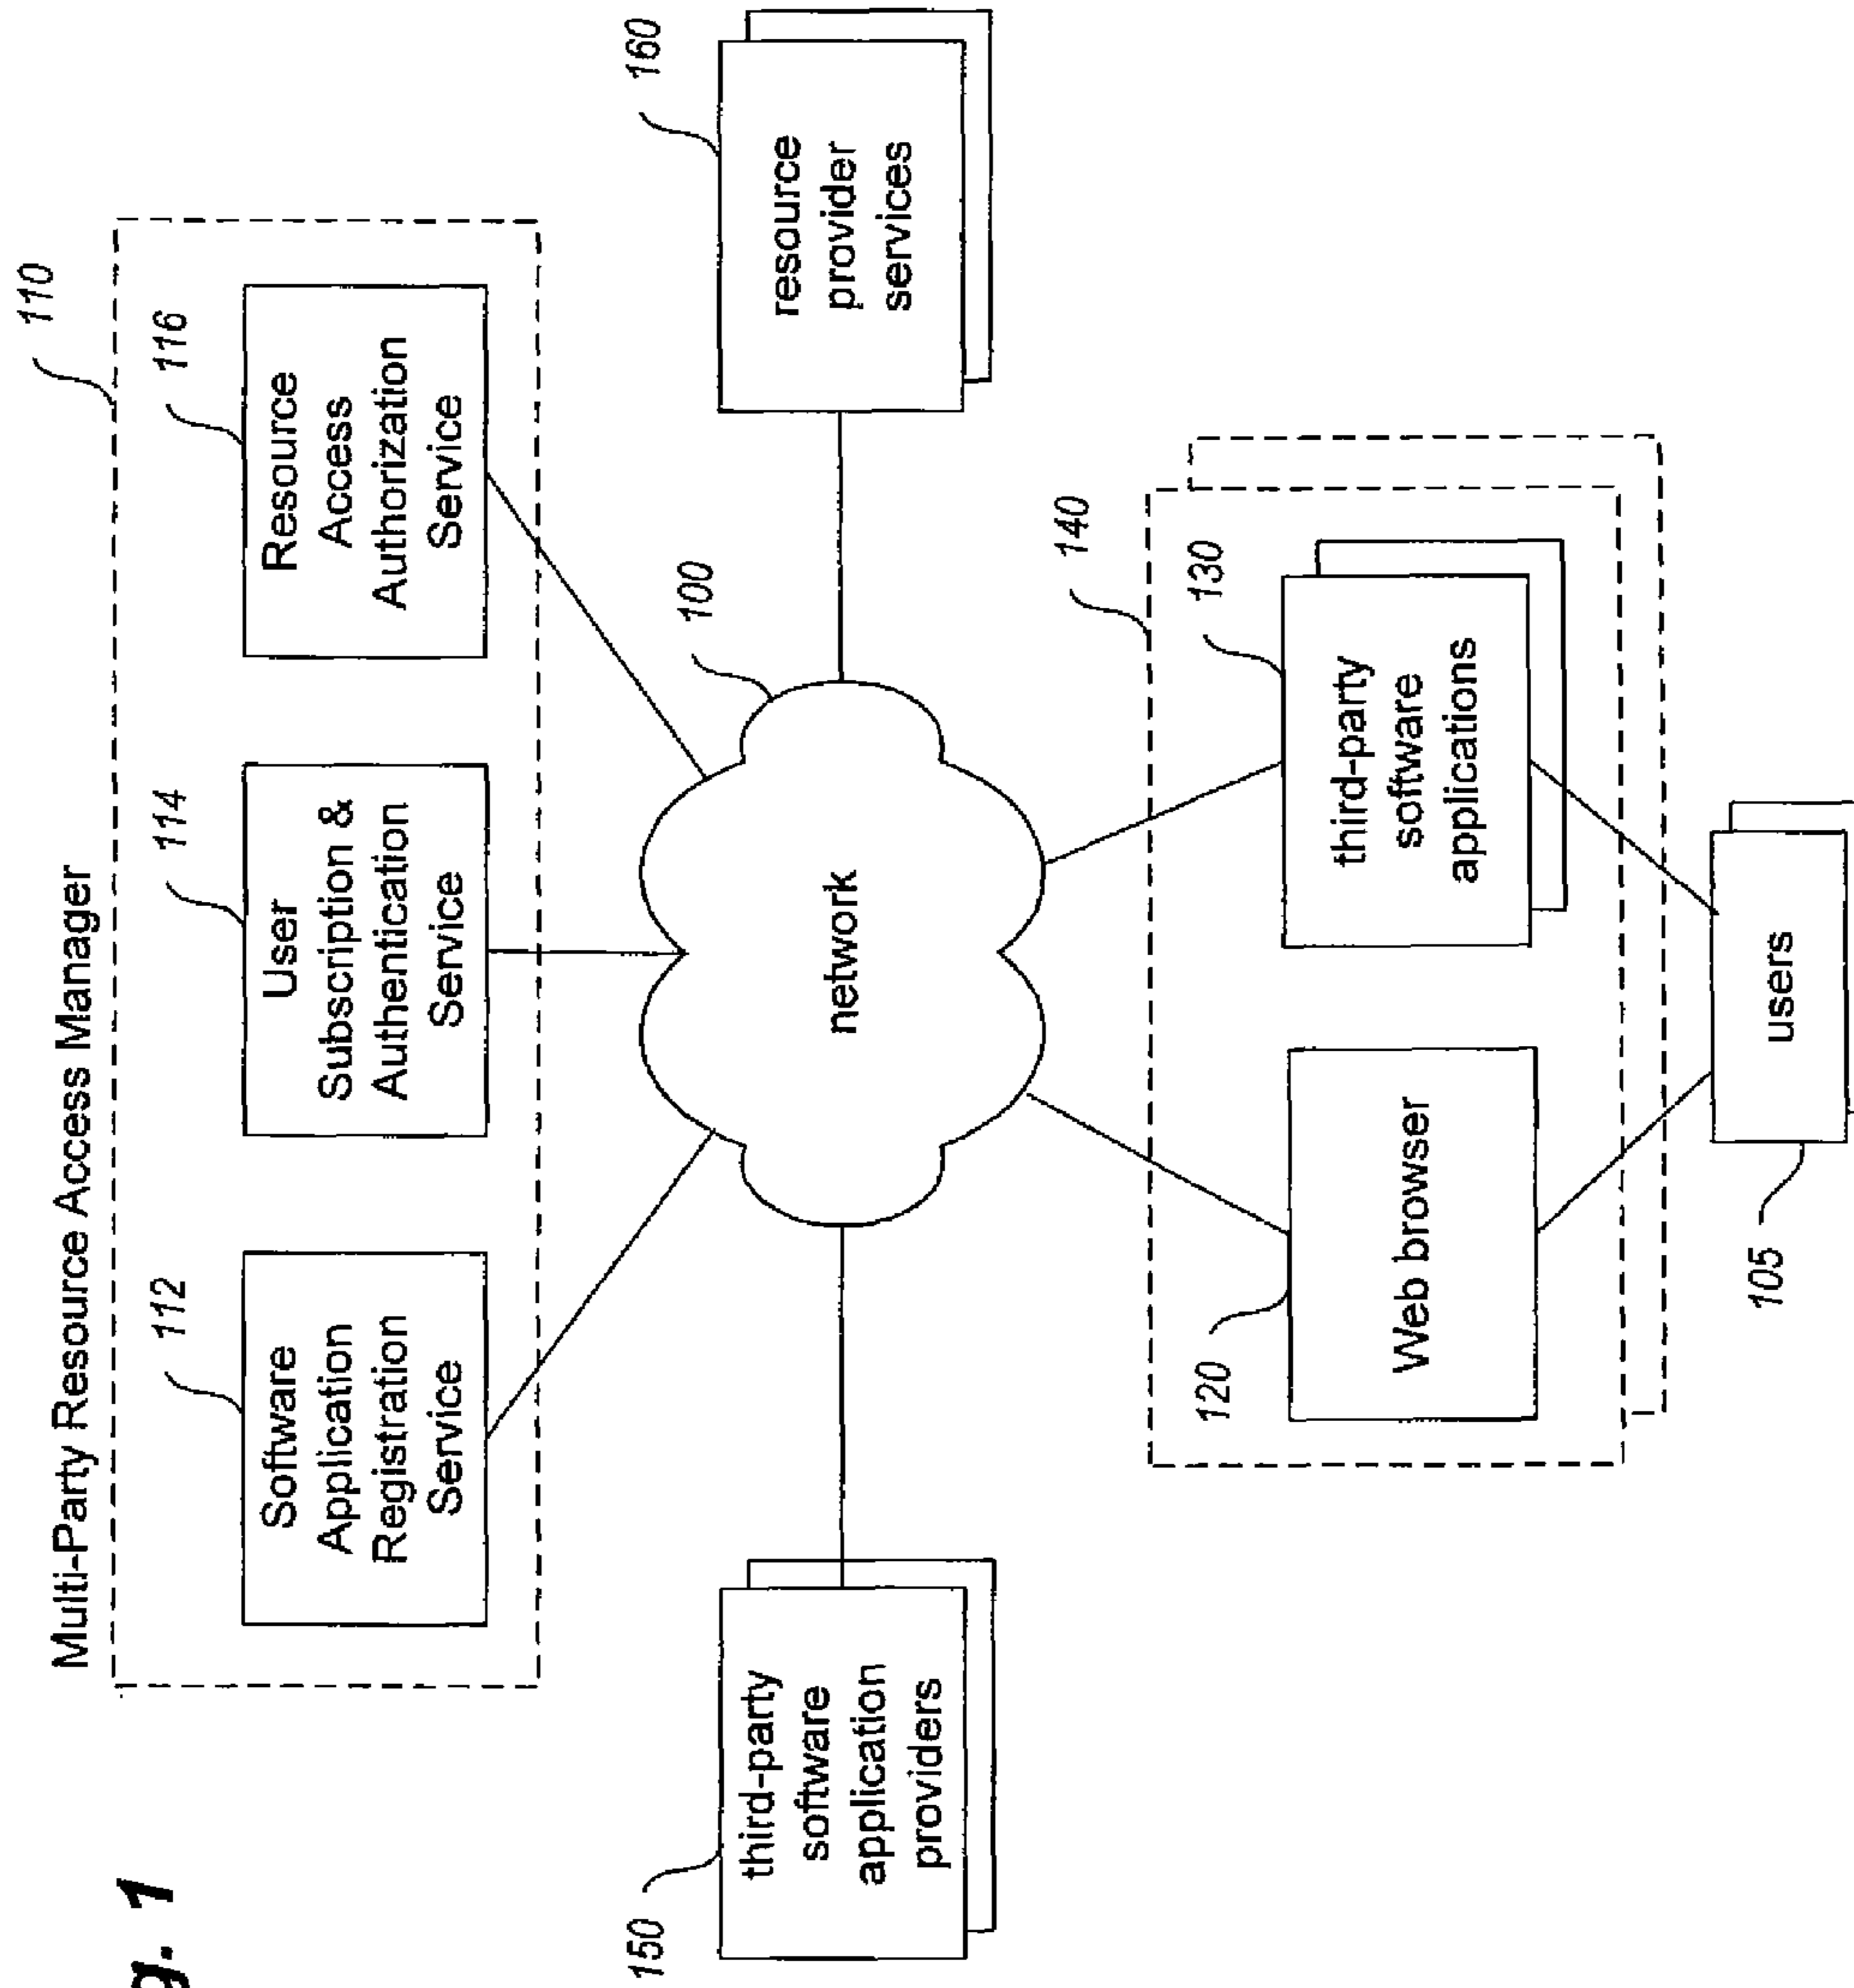 Multi-Party Resource Access Manager
110
112
Software
Application
Registration
Service
114
User
Subscription &
Authentication
Service
116
Resource
Access
Authorization
Service
100
network
150
third-party
software
application
providers
160
resource
provider
services
140
120
Web browser
130
third-party
software
applications
105
users
g. 1